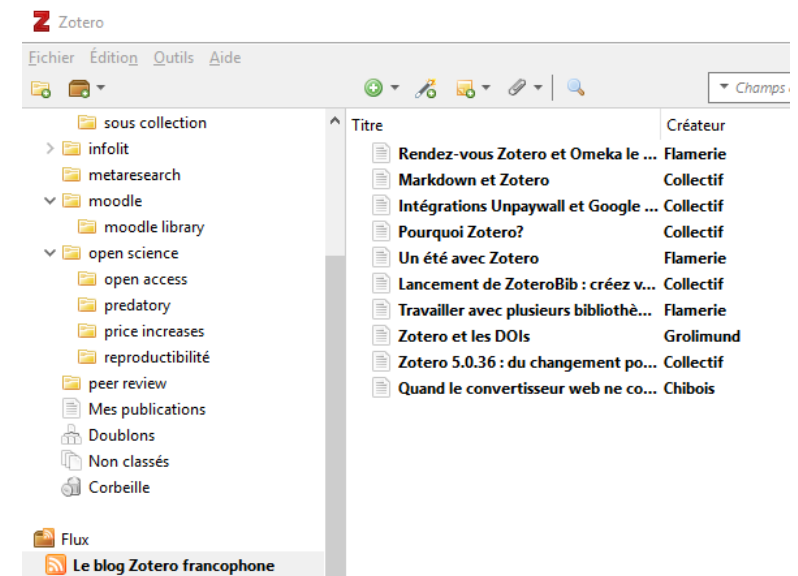 Zotero
Fichier Édition Outils Aide
Champs
sous collection
infolit
metaresearch
moodle
moodle library
open science
open access
predatory
price increases
reproductibilité
peer review
Mes publications
Doublons
Non classés
Corbeille
Flux
Le blog Zotero francophone
Titre Créateur
Rendez-vous Zotero et Omeka le ... Flamerie
Markdown et Zotero Collectif
Intégrations Unpaywall et Google ... Collectif
Pourquoi Zotero? Collectif
Un été avec Zotero Flamerie
Lancement de ZoteroBib : créez v... Collectif
Travailler avec plusieurs bibliothè... Flamerie
Zotero et les DOIs Grolimund
Zotero 5.0.36 : du changement po... Collectif
Quand le convertisseur web ne co... Chibois